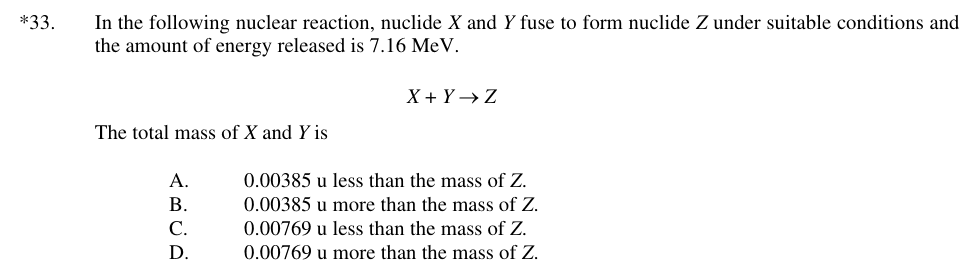 *33. In the following nuclear reaction, nuclide X and Y fuse to form nuclide Z under suitable conditions and
the amount of energy released is 7.16 MeV.
X + Y → Z
The total mass of X and Y is
A. 0.00385 u less than the mass of Z.
B. 0.00385 u more than the mass of Z.
C. 0.00769 u less than the mass of Z.
D. 0.00769 u more than the mass of Z.